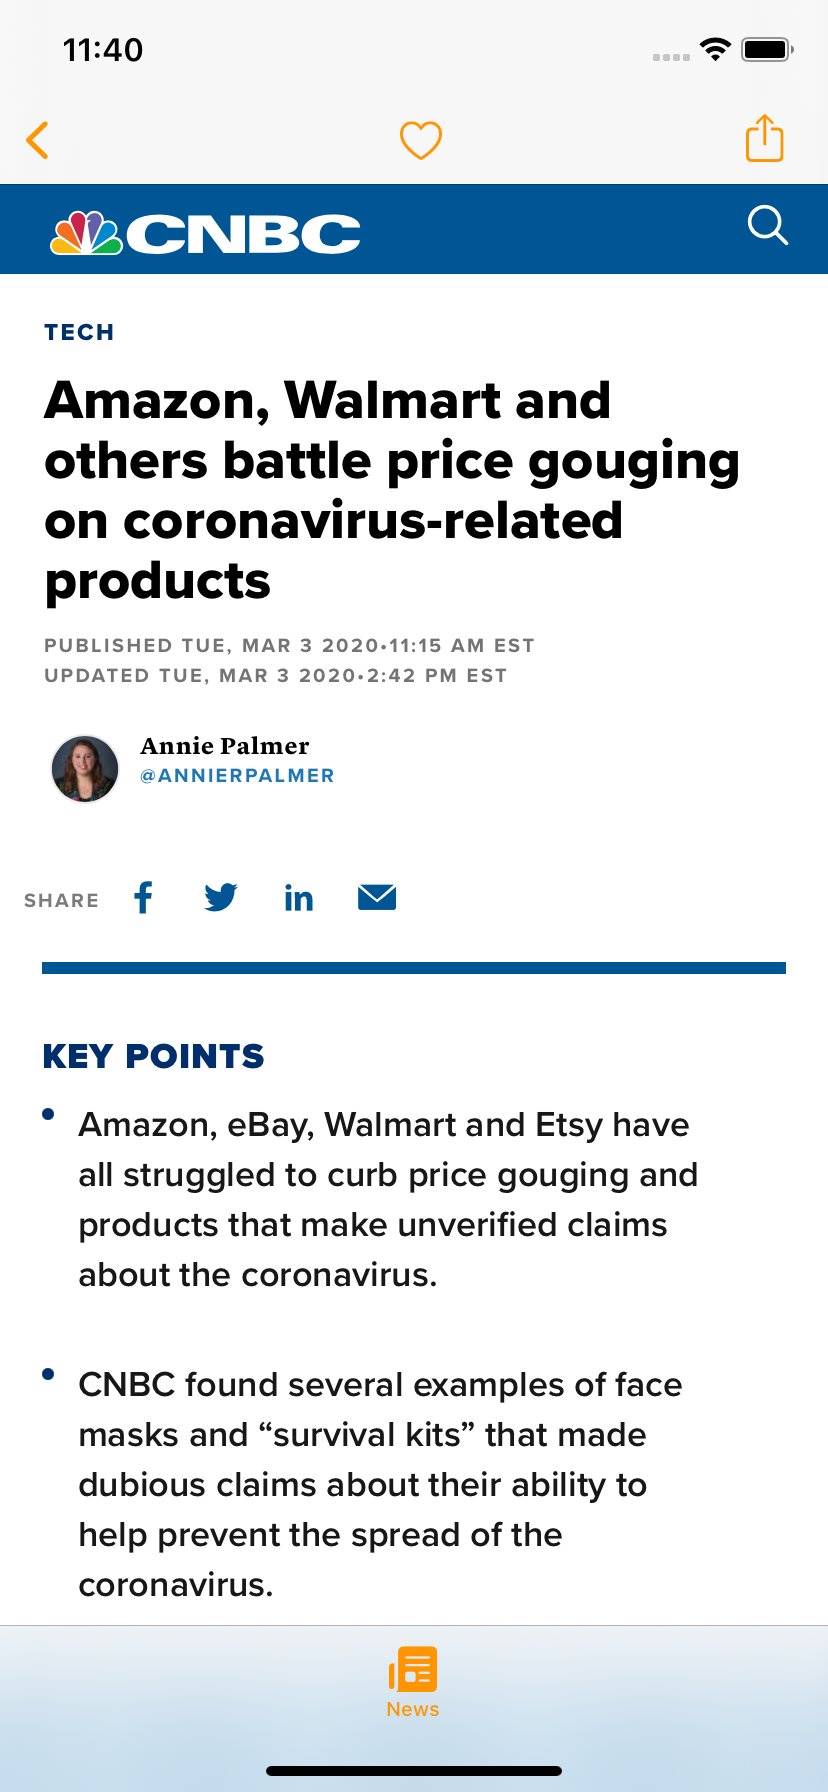 11:40
CNBC
TECH
Amazon, Walmart and
others battle price gouging
on coronavirus-related
products
PUBLISHED TUE, MAR 3 2020•11:15 AM EST
UPDATED TUE, MAR 3 2020•2:42 PM EST
Annie Palmer
@ANNIERPALMER
SHARE
KEY POINTS
• Amazon, eBay, Walmart and Etsy have
all struggled to curb price gouging and
products that make unverified claims
about the coronavirus.
• CNBC found several examples of face
masks and “survival kits” that made
dubious claims about their ability to
help prevent the spread of the
coronavirus.
News